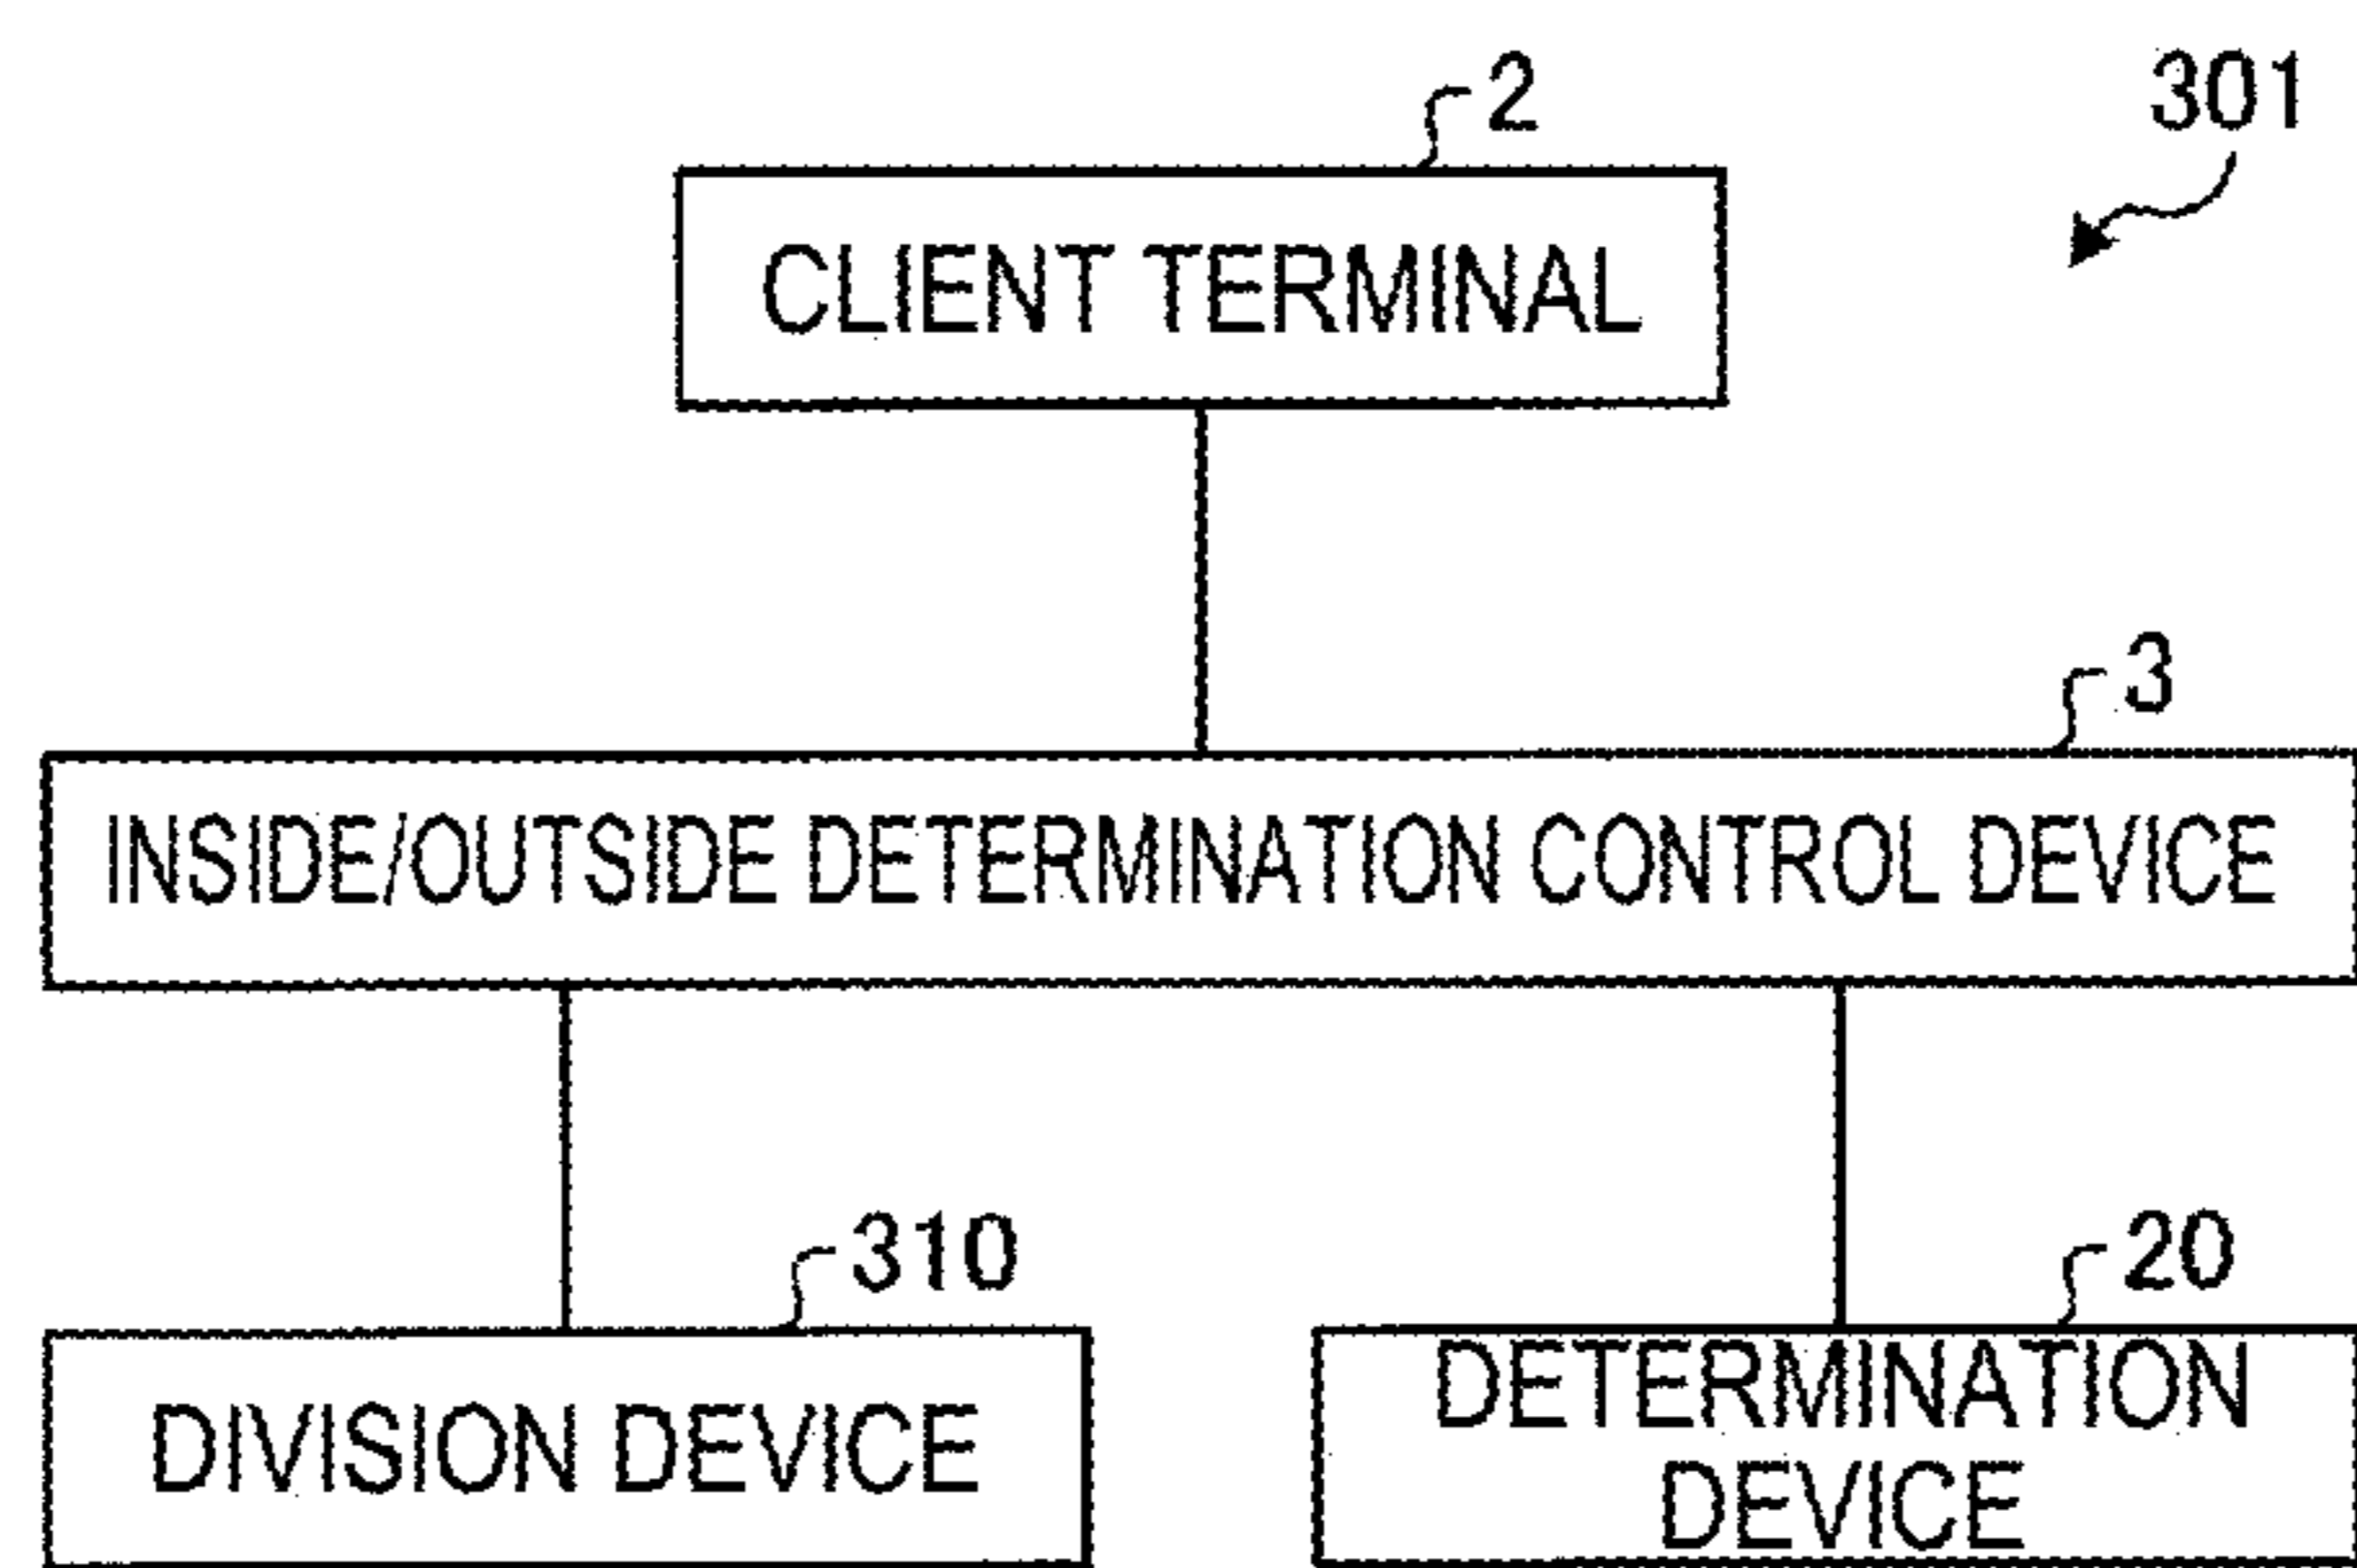 2
301
CLIENT TERMINAL
3
INSIDE/OUTSIDE DETERMINATION CONTROL DEVICE
310
20
DIVISION DEVICE
DETERMINATION
DEVICE